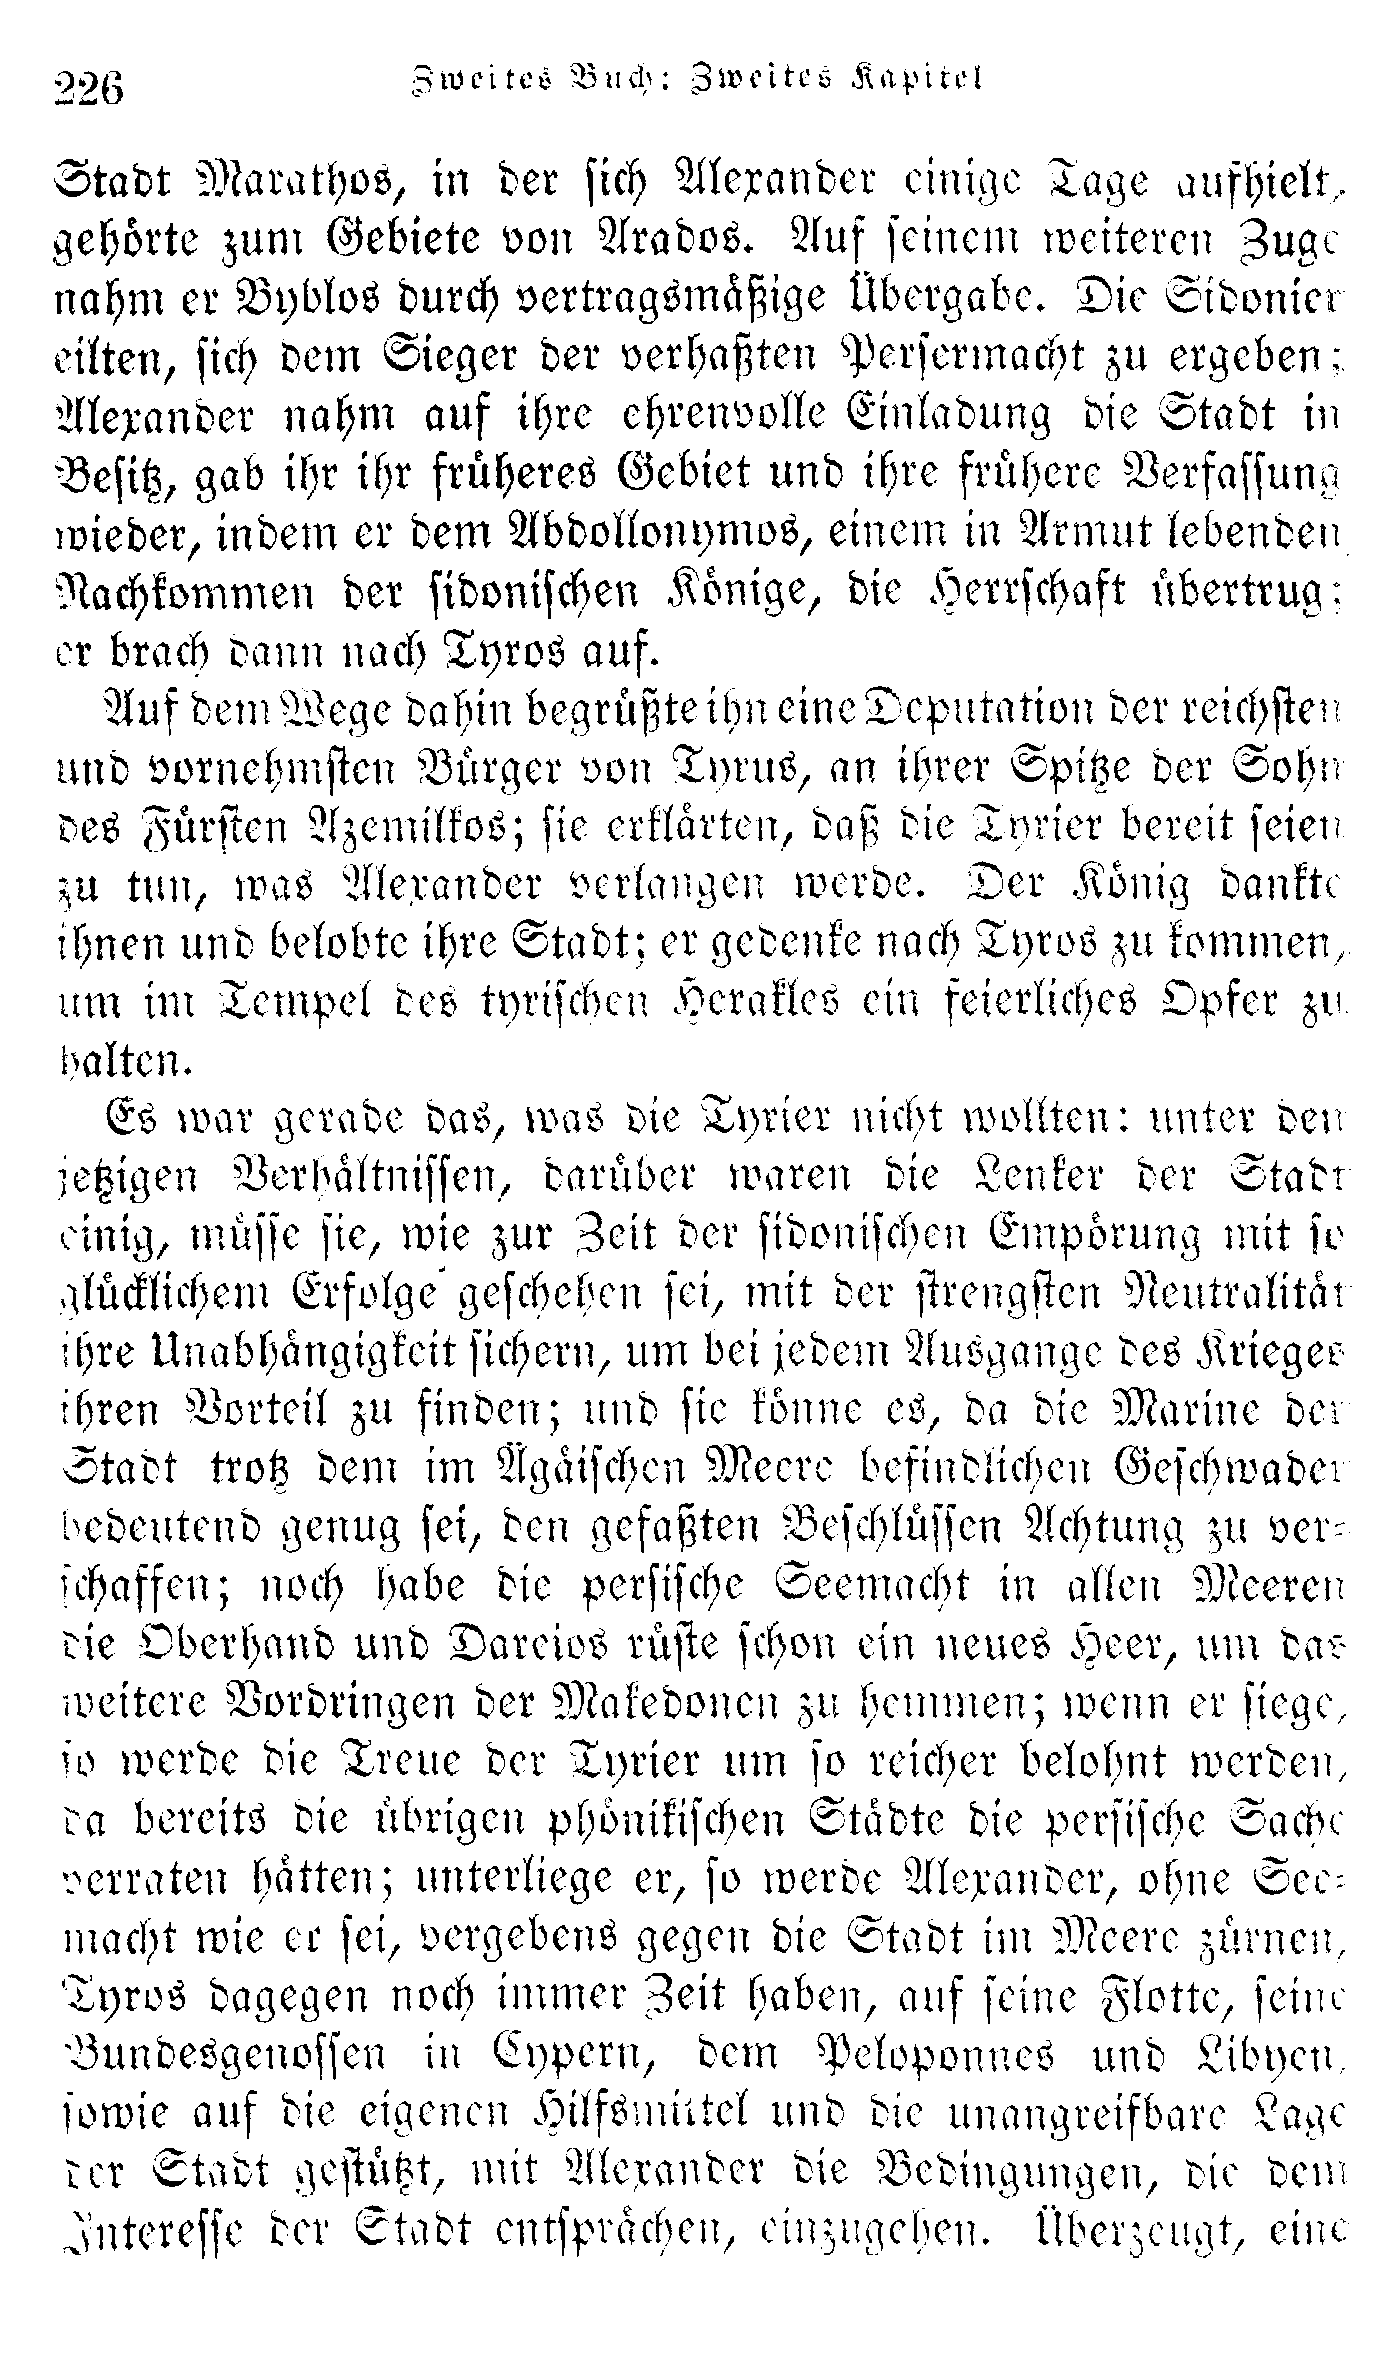 226
Zweites Buch: Zweites Kapitel
Stadt Marathos, in der sich Alexander einige Tage aufhielt,
gehörte zum Gebiete von Arados. Auf seinem weiteren Zuge
nahm er Byblos durch vertragsmäßige Übergabe. Die Sidonier
eilten, sich dem Sieger der verhaßten Persermacht zu ergeben;
Alexander nahm auf ihre ehrenvolle Einladung die Stadt in
Besitz, gab ihr ihr früheres Gebiet und ihre frühere Verfassung
wieder, indem er dem Abdollonymos, einem in Armut lebenden
Nachkommen der sidonischen Könige, die Herrschaft übertrug;
er brach dann nach Tyros auf.
Auf dem Wege dahin begrüßte ihn eine Deputation der reichsten
und vornehmsten Bürger von Tyrus, an ihrer Spitze der Sohn
des Fürsten Azemilkos; sie erklärten, daß die Tyrier bereit seien
zu tun, was Alexander verlangen werde. Der König dankte
ihnen und belobte ihre Stadt; er gedenke nach Tyros zu kommen,
um im Tempel des tyrischen Herakles ein feierliches Opfer zu
halten.
Es war gerade das, was die Tyrier nicht wollten: unter den
jetzigen Verhältnissen, darüber waren die Lenker der Stadt
einig, müsse sie, wie zur Zeit der sidonischen Empörung mit so
glücklichem Erfolge geschehen sei, mit der strengsten Neutralität
ihre Unabhängigkeit sichern, um bei jedem Ausgange des Krieges
ihren Vorteil zu finden; und sie könne es, da die Marine der
Stadt trotz dem im Ägäischen Meere befindlichen Geschwader
bedeutend genug sei, den gefaßten Beschlüssen Achtung zu ver-
schaffen; noch habe die persische Seemacht in allen Meeren
die Oberhand und Dareios rüste schon ein neues Heer, um das
weitere Vordringen der Makedonen zu hemmen; wenn er siege,
so werde die Treue der Tyrier um so reicher belohnt werden,
da bereits die übrigen phönikischen Städte die persische Sache
verraten hätten; unterliege er, so werde Alexander, ohne See-
macht wie er sei, vergebens gegen die Stadt im Meere zürnen,
Tyros dagegen noch immer Zeit haben, auf seine Flotte, seine
Bundesgenossen in Cypern, dem Peloponnes und Libyen,
sowie auf die eigenen Hilfsmittel und die unangreifbare Lage
der Stadt gestützt, mit Alexander die Bedingungen, die dem
Interesse der Stadt entsprächen, einzugehen. Überzeugt, eine